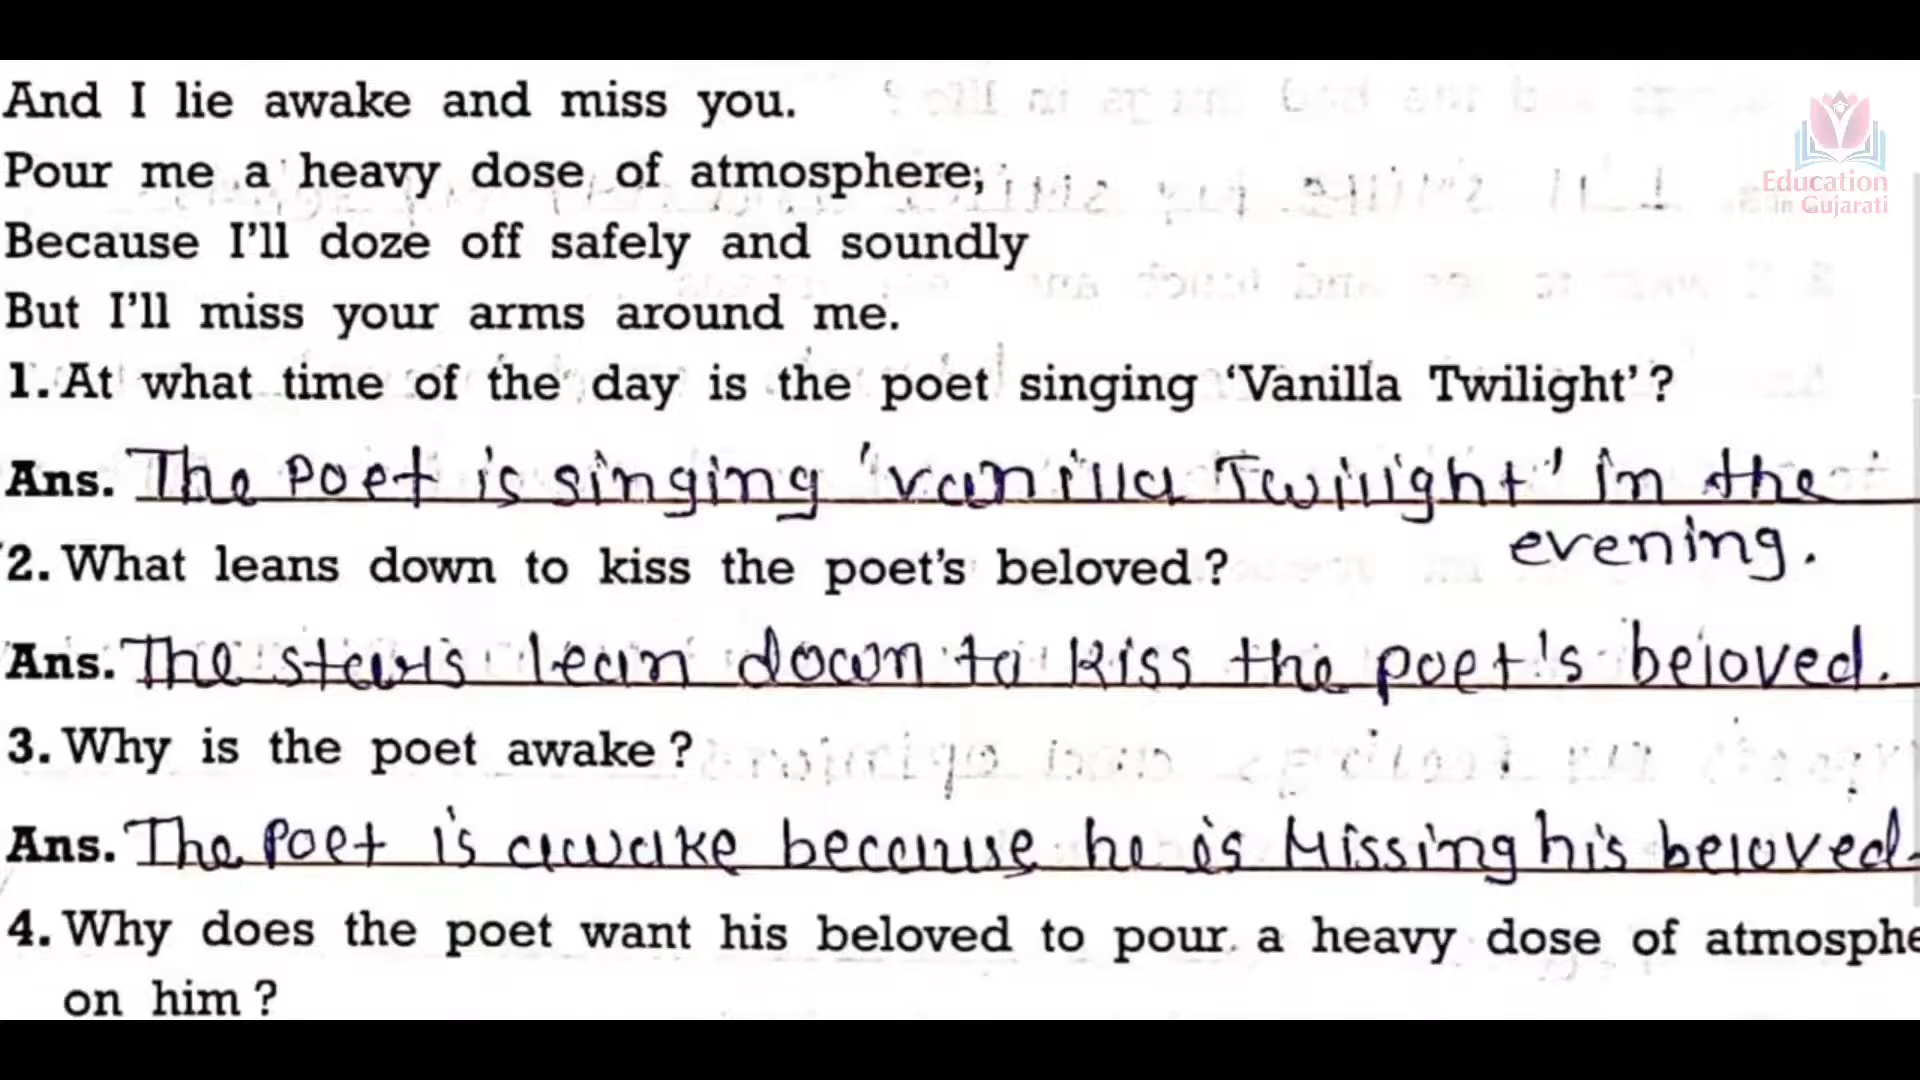 And I lie awake and miss you.
Pour me a heavy dose of atmosphere;
Because I'll doze off safely and soundly
But I'll miss your arms around me.
1. At what time of the day is the poet singing 'Vanilla Twilight'?
Ans. The poet is singing 'vanilla Twilight' in the
evening.
2. What leans down to kiss the poet's beloved?
Ans. The stars lean down to kiss the poet's beloved.
3. Why is the poet awake?
Ans. The poet is awake because he is Missing his beloved.
4. Why does the poet want his beloved to pour a heavy dose of atmosphe
on him?
Education
in Gujarati